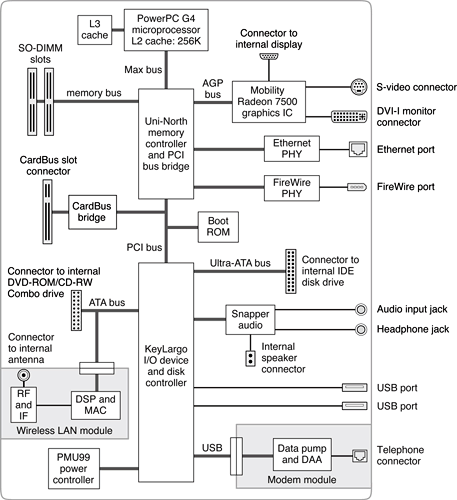 L3
cache
PowerPC G4
microprocessor
L2 cache: 256K
Connector to
internal display
SO-DIMM
slots
Max bus
memory bus
AGP
bus
Mobility
Radeon 7500
graphics IC
S-video connector
DVI-I monitor
connector
Uni-North
memory
controller
and PCI
bus bridge
Ethernet
PHY
Ethernet port
FireWire
PHY
FireWire port
CardBus slot
connector
CardBus
bridge
Boot
ROM
PCI bus
Ultra-ATA bus
Connector to
internal IDE
disk drive
Connector to internal
DVD-ROM/CD-RW
Combo drive
ATA bus
Snapper
audio
Audio input jack
Headphone jack
Connector
to internal
antenna
KeyLargo
I/O device
and disk
controller
Internal
speaker
connector
RF
and
IF
DSP and
MAC
Wireless LAN module
USB port
USB port
PMU99
power
controller
USB
Data pump
and DAA
Modem module
Telephone
connector